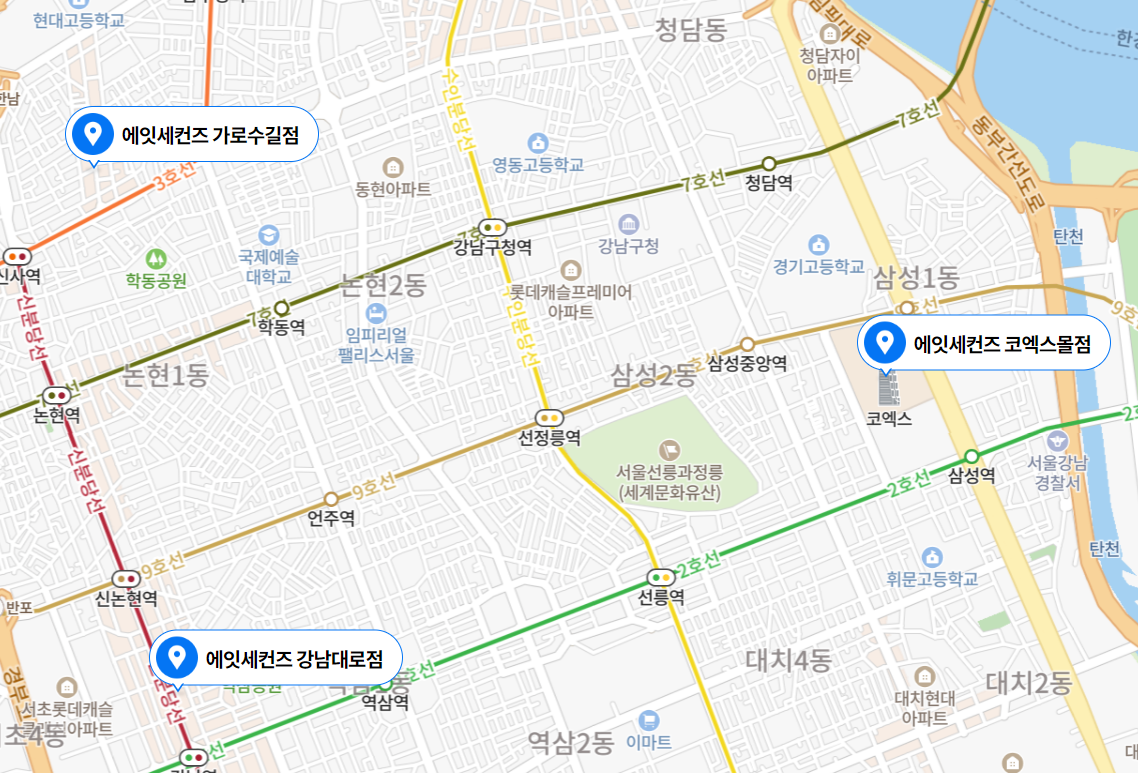 현대고등학교
청담동
청담자이
아파트
올림픽대로
에잇세컨즈 가로수길점
3호선
수인분당선
영동고등학교
동현아파트
7호선
7호선
청담역
동부간선도로
강남구청역
강남구청
국제예술
대학교
학동공원
경기고등학교
탄천
삼성1동
논현2동
롯데캐슬프레미어
아파트
임피리얼
팰리스서울
학동역
신분당선
논현1동
삼성2동
삼성중앙역
에잇세컨즈 코엑스몰점
코엑스
논현역
선정릉역
서울선릉과정릉
(세계문화유산)
서울강남
경찰서
삼성역
2호선
신분당선
9호선
언주역
9호선
2호선
탄천
휘문고등학교
신논현역
선릉역
반포
에잇세컨즈 강남대로점
역삼역
대치4동
대치2동
대치현대
아파트
서초롯데캐슬
역삼2동
이마트